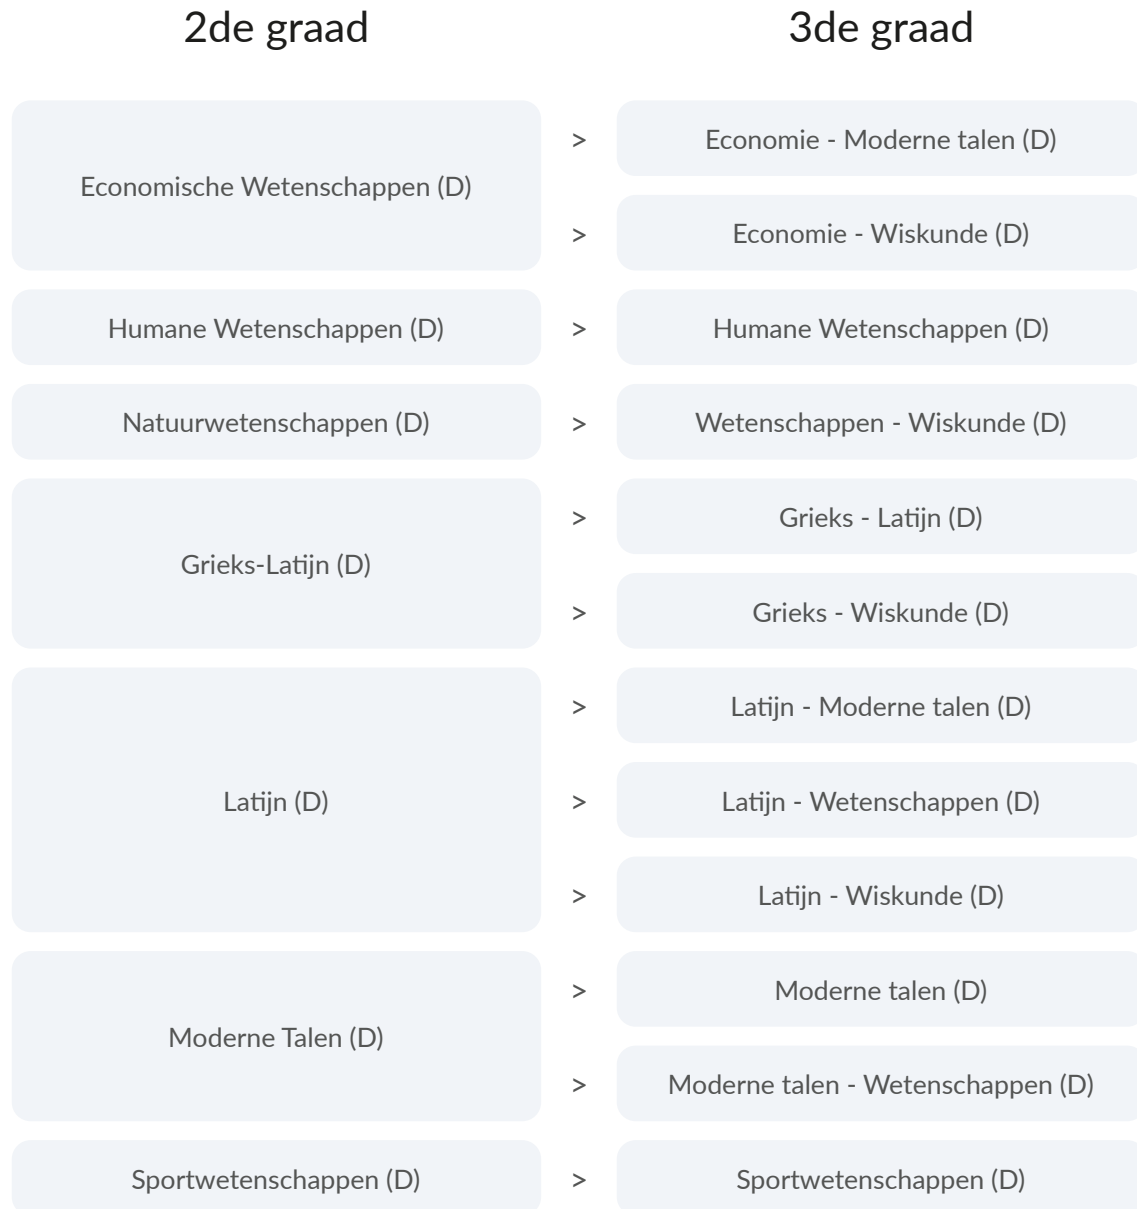 2de graad
3de graad
Economische Wetenschappen (D)
>
Economie - Moderne talen (D)
>
Economie - Wiskunde (D)
Humane Wetenschappen (D)
>
Humane Wetenschappen (D)
Natuurwetenschappen (D)
>
Wetenschappen - Wiskunde (D)
Grieks-Latijn (D)
>
Grieks - Latijn (D)
>
Grieks - Wiskunde (D)
Latijn (D)
>
Latijn - Moderne talen (D)
>
Latijn - Wetenschappen (D)
>
Latijn - Wiskunde (D)
Moderne Talen (D)
>
Moderne talen (D)
>
Moderne talen - Wetenschappen (D)
Sportwetenschappen (D)
>
Sportwetenschappen (D)